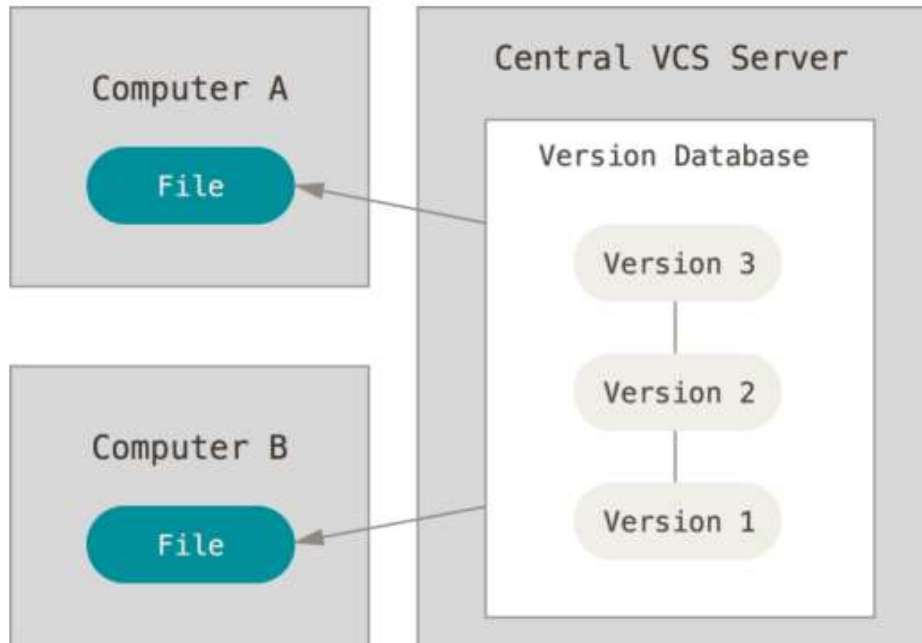 Computer A
File
Computer B
File
Central VCS Server
Version Database
Version 3
Version 2
Version 1